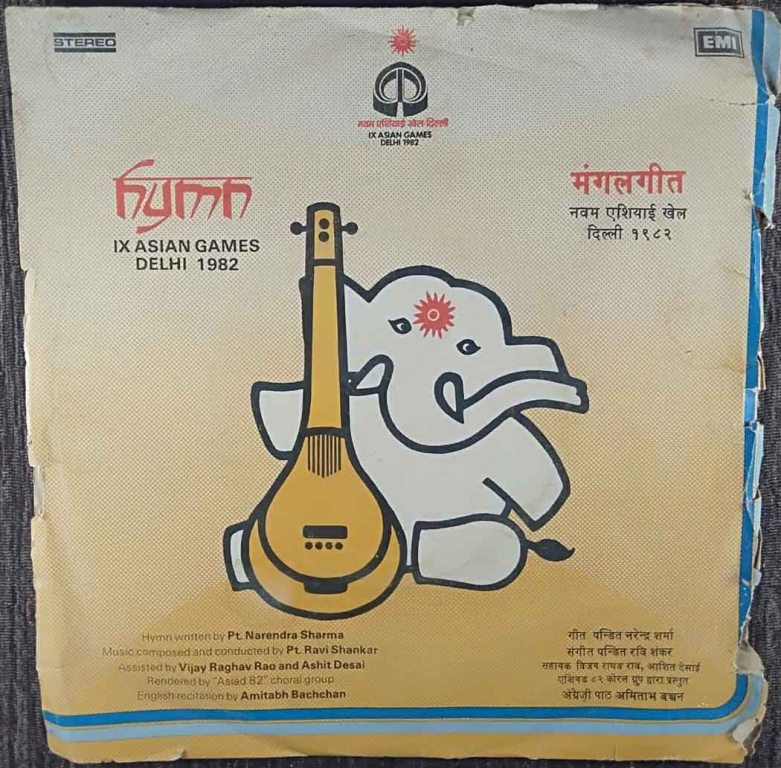 STEREO
EMI
नवम एशियाई खेल-दिल्ली
IX ASIAN GAMES
DELHI 1982
hymn
IX ASIAN GAMES
DELHI 1982
मंगलगीत
नवम एशियाई खेल
दिल्ली १९८२
Hymn written by Pt. Narendra Sharma
Music composed and conducted by Pt. Ravi Shankar
Assisted by Vijay Raghav Rao and Ashit Desai
Rendered by "Asiad 82" choral group
English recitation by Amitabh Bachchan
गीत पन्डित नरेन्द्र शर्मा
संगीत पन्डित रवि शंकर
सहायक विजय राघव राव, आशित देसाई
एशियाड ८२ कोरल ग्रुप द्वारा प्रस्तुत
अंग्रेज़ी पाठ अमिताभ बच्चन